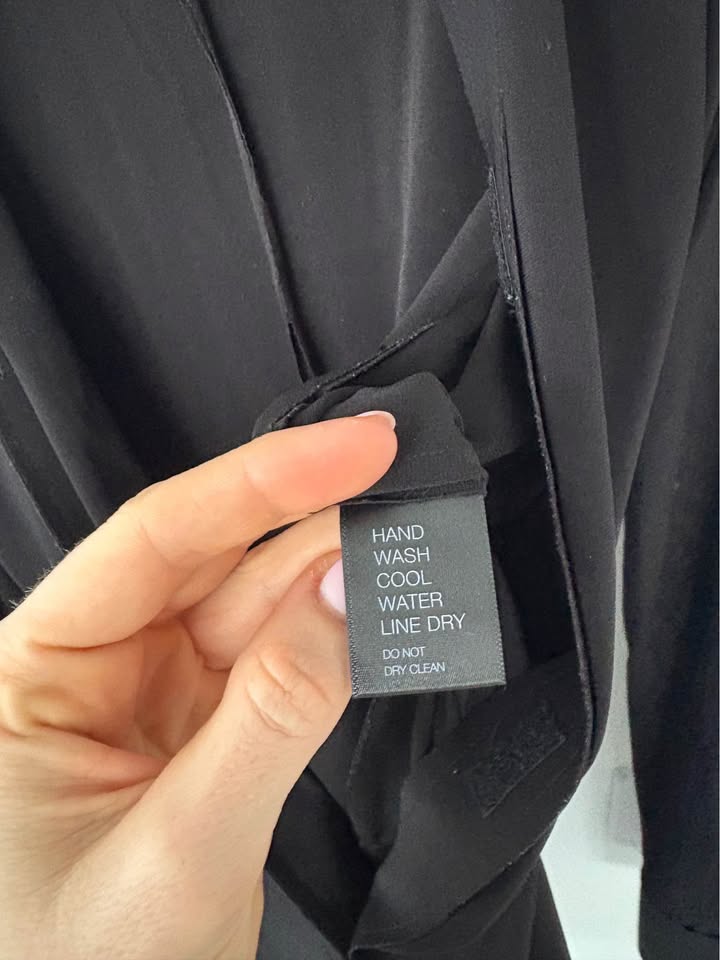 HAND
WASH
COOL
WATER
LINE DRY
DO NOT
DRY CLEAN